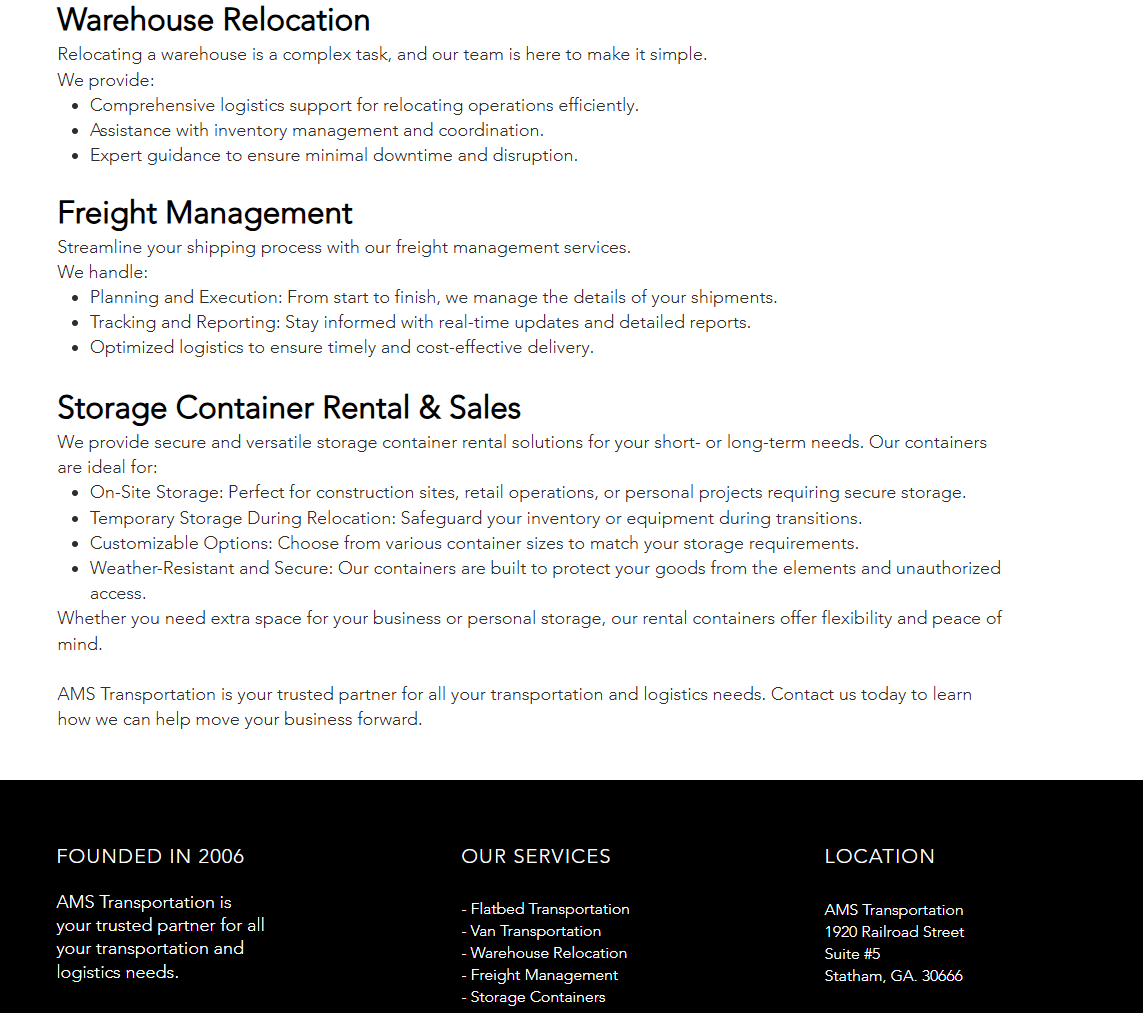 Warehouse Relocation
Relocating a warehouse is a complex task, and our team is here to make it simple.
We provide:
• Comprehensive logistics support for relocating operations efficiently.
• Assistance with inventory management and coordination.
• Expert guidance to ensure minimal downtime and disruption.
Freight Management
Streamline your shipping process with our freight management services.
We handle:
• Planning and Execution: From start to finish, we manage the details of your shipments.
• Tracking and Reporting: Stay informed with real-time updates and detailed reports.
• Optimized logistics to ensure timely and cost-effective delivery.
Storage Container Rental & Sales
We provide secure and versatile storage container rental solutions for your short- or long-term needs. Our containers
are ideal for:
• On-Site Storage: Perfect for construction sites, retail operations, or personal projects requiring secure storage.
• Temporary Storage During Relocation: Safeguard your inventory or equipment during transitions.
• Customizable Options: Choose from various container sizes to match your storage requirements.
• Weather-Resistant and Secure: Our containers are built to protect your goods from the elements and unauthorized
access.
Whether you need extra space for your business or personal storage, our rental containers offer flexibility and peace of
mind.
AMS Transportation is your trusted partner for all your transportation and logistics needs. Contact us today to learn
how we can help move your business forward.
FOUNDED IN 2006
AMS Transportation is
your trusted partner for all
your transportation and
logistics needs.
OUR SERVICES
- Flatbed Transportation
- Van Transportation
- Warehouse Relocation
- Freight Management
- Storage Containers
LOCATION
AMS Transportation
1920 Railroad Street
Suite #5
Statham, GA. 30666